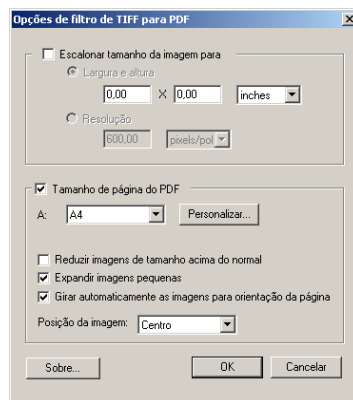 Opções de filtro de TIFF para PDF
Escalonar tamanho da imagem para
Largura e altura
0,00 X 0,00 inches
Resolução
600,00 pixels/pol
Tamanho de página do PDF
A: A4 Personalizar...
Reduzir imagens de tamanho acima do normal
Expandir imagens pequenas
Girar automaticamente as imagens para orientação da página
Posição da imagem: Centro
Sobre... OK Cancelar